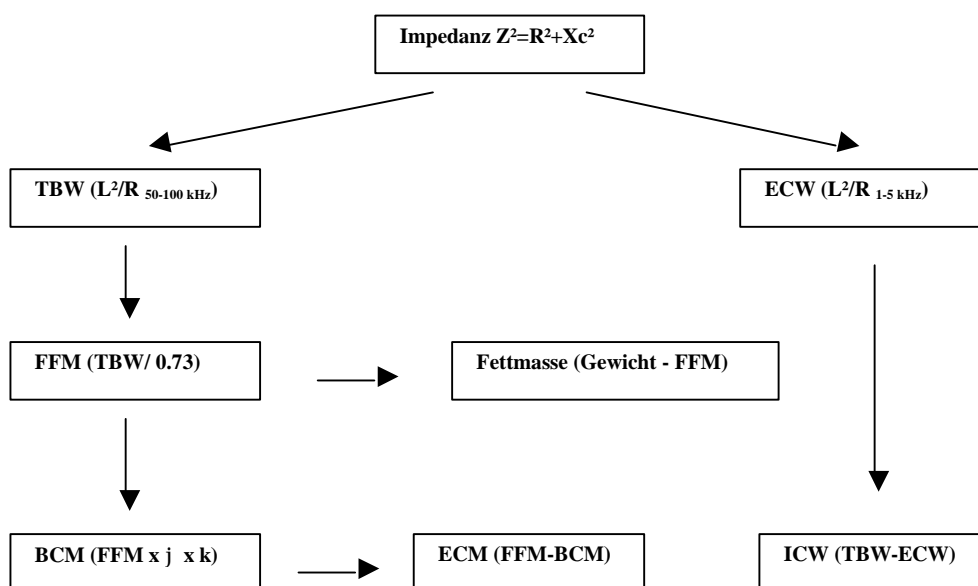 Impedanz Z²=R²+Xc²
TBW (L²/R 50-100 kHz)
ECW (L²/R 1-5 kHz)
FFM (TBW/ 0.73)
Fettmasse (Gewicht - FFM)
BCM (FFM x j x k)
ECM (FFM-BCM)
ICW (TBW-ECW)